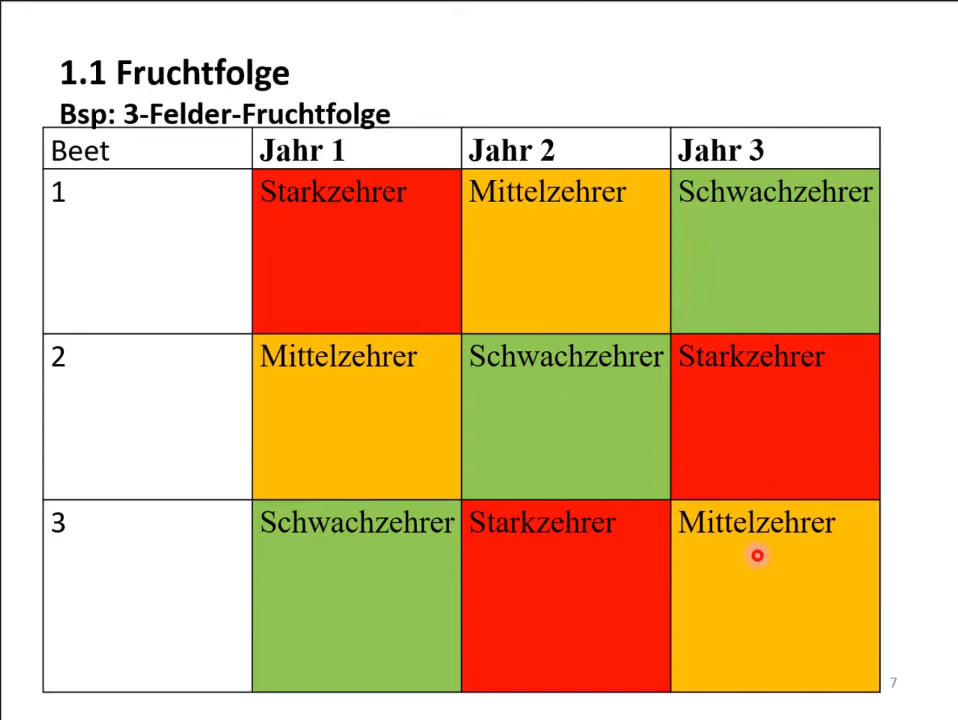 1.1 Fruchtfolge
Bsp: 3-Felder-Fruchtfolge
Beet Jahr 1 Jahr 2 Jahr 3
1 Starkzehrer Mittelzehrer Schwachzehrer
2 Mittelzehrer Schwachzehrer Starkzehrer
3 Schwachzehrer Starkzehrer Mittelzehrer
7